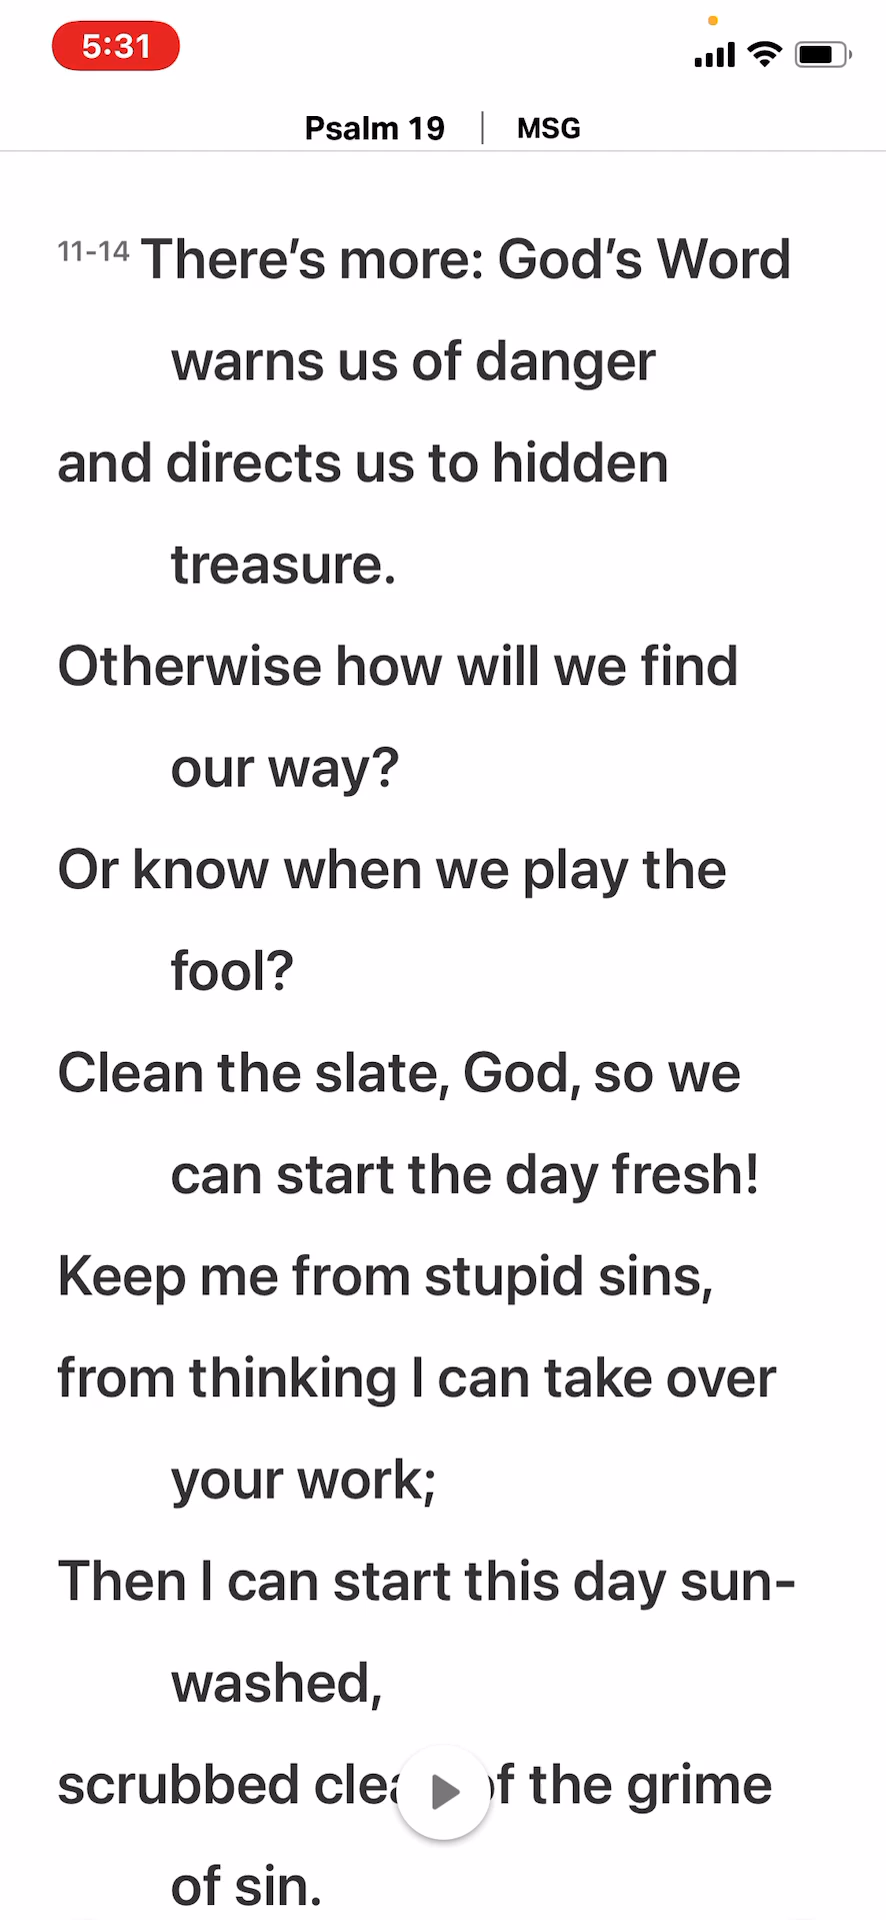 5:31
Psalm 19 | MSG
11-14 There’s more: God’s Word
warns us of danger
and directs us to hidden
treasure.
Otherwise how will we find
our way?
Or know when we play the
fool?
Clean the slate, God, so we
can start the day fresh!
Keep me from stupid sins,
from thinking I can take over
your work;
Then I can start this day sun-
washed,
scrubbed the grime
of sin.